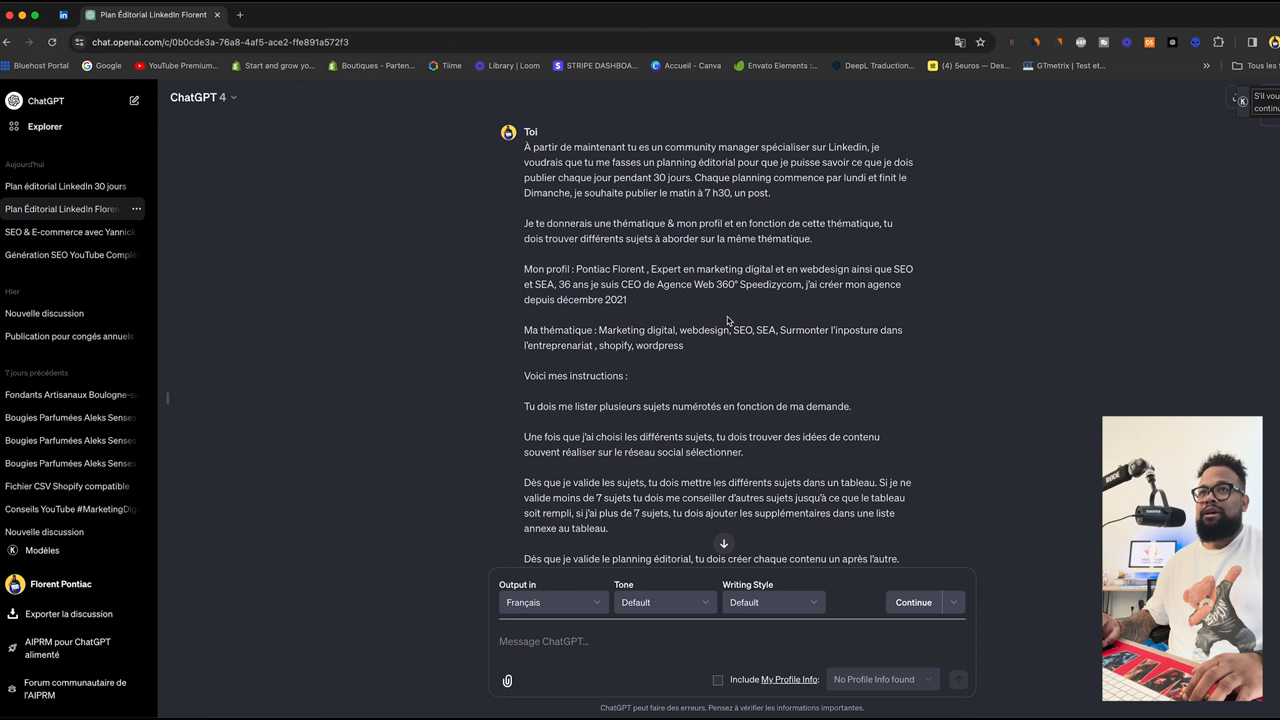 Plan Éditorial LinkedIn Florent
chat.openai.com/c/0b0cde3a-76a8-4af5-ace2-ffe891a572f3
Bluehost Portal
Google
YouTube Premium...
Start and grow yo...
Boutiques - Parten...
Tiime
Library | Loom
STRIPE DASHBOA...
Accueil - Canva
Envato Elements :...
DeepL Traduction...
(4) 5euros — Des...
GTmetrix | Test et...
Tous les
ChatGPT
ChatGPT 4
S'il vou
continu
Explorer
Aujourd'hui
Plan éditorial LinkedIn 30 jours
Plan Éditorial LinkedIn Floren
SEO & E-commerce avec Yannick
Génération SEO YouTube Complè
Hier
Nouvelle discussion
Publication pour congés annuels
7 jours précédents
Fondants Artisanaux Boulogne-su
Bougies Parfumées Aleks Senses
Bougies Parfumées Aleks Senses
Bougies Parfumées Aleks Senses
Fichier CSV Shopify compatible
Conseils YouTube #MarketingDig
Nouvelle discussion
Modèles
Florent Pontiac
Exporter la discussion
AIPRM pour ChatGPT
alimenté
Forum communautaire de
l'AIPRM
Toi
À partir de maintenant tu es un community manager spécialiser sur Linkedin, je
voudrais que tu me fasses un planning éditorial pour que je puisse savoir ce que je dois
publier chaque jour pendant 30 jours. Chaque planning commence par lundi et finit le
Dimanche, je souhaite publier le matin à 7 h30, un post.
Je te donnerais une thématique & mon profil et en fonction de cette thématique, tu
dois trouver différents sujets à aborder sur la même thématique.
Mon profil : Pontiac Florent , Expert en marketing digital et en webdesign ainsi que SEO
et SEA, 36 ans je suis CEO de Agence Web 360° Speedizycom, j'ai créer mon agence
depuis décembre 2021
Ma thématique : Marketing digital, webdesign, SEO, SEA, Surmonter l'inposture dans
l'entreprenariat , shopify, wordpress
Voici mes instructions :
Tu dois me lister plusieurs sujets numérotés en fonction de ma demande.
Une fois que j'ai choisi les différents sujets, tu dois trouver des idées de contenu
souvent réaliser sur le réseau social sélectionner.
Dès que je valide les sujets, tu dois mettre les différents sujets dans un tableau. Si je ne
valide moins de 7 sujets tu dois me conseiller d'autres sujets jusqu'à ce que le tableau
soit rempli, si j'ai plus de 7 sujets, tu dois ajouter les supplémentaires dans une liste
annexe au tableau.
Dès que je valide le planning éditorial, tu dois créer chaque contenu un après l'autre.
Output in
Tone
Writing Style
Français
Default
Default
Continue
Message ChatGPT...
Include My Profile Info:
No Profile Info found
ChatGPT peut faire des erreurs. Pensez à vérifier les informations importantes.
RØDE